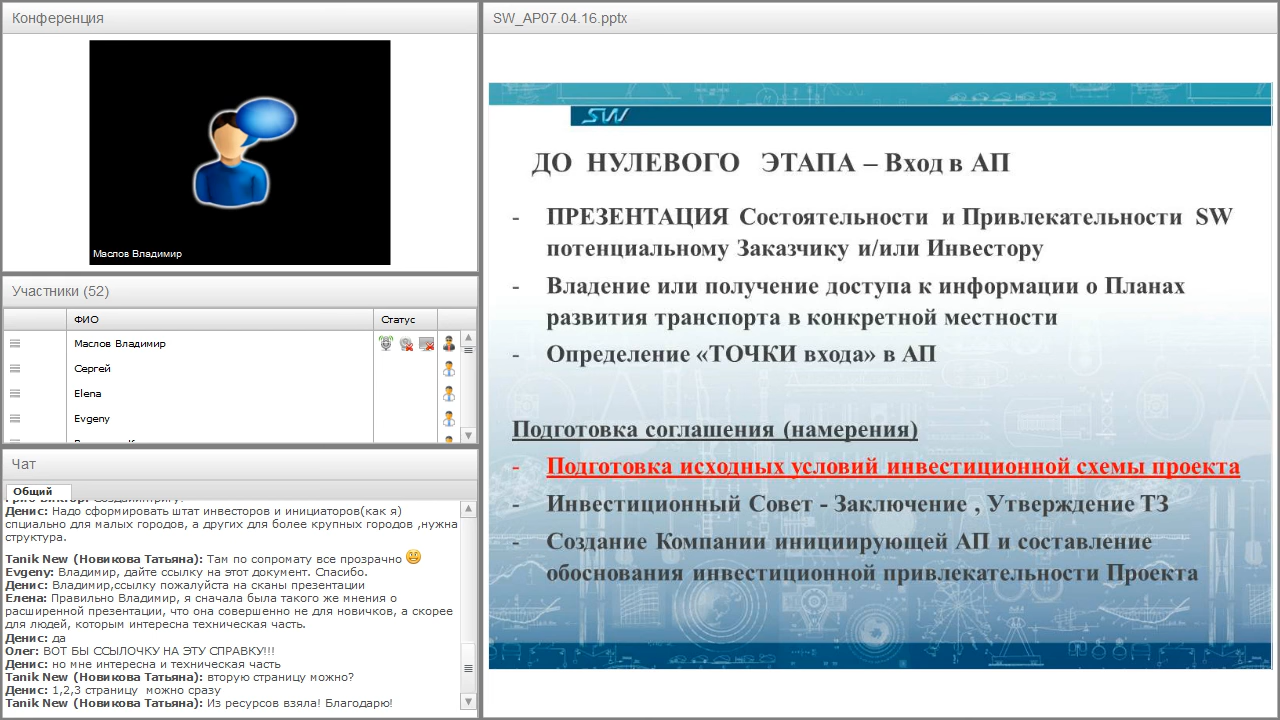 Конференция
Маслов Владимир
Участники (52)
ФИО
Статус
Маслов Владимир
Сергей
Elena
Evgeny
Чат
Общий
Денис: Надо сформировать штат инвесторов и инициаторов(как я)
спциально для малых городов, а других для более крупных городов ,нужна
структура.
Tanik New (Новикова Татьяна): Там по сопромату все прозрачно
Evgeny: Владимир, дайте ссылку на этот документ. Спасибо.
Денис: Владимир,ссылку пожалуйста на сканы презентации
Елена: Правильно Владимир, я сначала была такого же мнения о
расширенной презентации, что она совершенно не для новичков, а скорее
для людей, которым интересна техническая часть.
Денис: да
Олег: ВОТ БЫ ССЫЛОЧКУ НА ЭТУ СПРАВКУ!!!
Денис: но мне интересна и техническая часть
Tanik New (Новикова Татьяна): вторую страницу можно?
Денис: 1,2,3 страницу можно сразу
Tanik New (Новикова Татьяна): Из ресурсов взяла! Благодарю!
SW_AP07.04.16.pptx
SW
ДО НУЛЕВОГО ЭТАПА – Вход в АП
- ПРЕЗЕНТАЦИЯ Состоятельности и Привлекательности SW
потенциальному Заказчику и/или Инвестору
- Владение или получение доступа к информации о Планах
развития транспорта в конкретной местности
- Определение «ТОЧКИ входа» в АП
Подготовка соглашения (намерения)
- Подготовка исходных условий инвестиционной схемы проекта
- Инвестиционный Совет - Заключение , Утверждение ТЗ
- Создание Компании инициирующей АП и составление
обоснования инвестиционной привлекательности Проекта